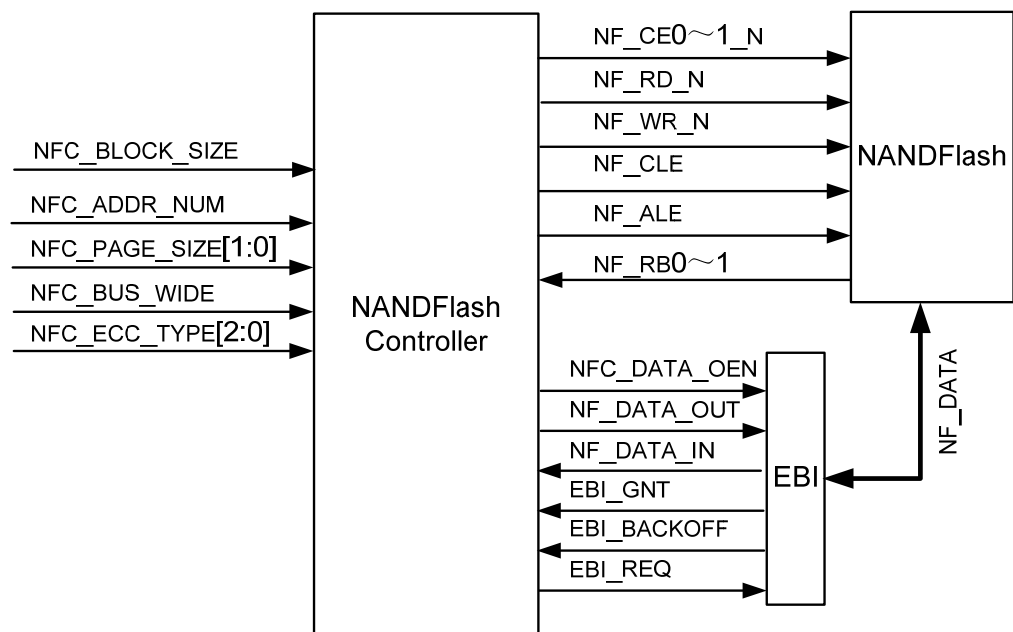 NFC_BLOCK_SIZE
NFC_ADDR_NUM
NFC_PAGE_SIZE[1:0]
NFC_BUS_WIDE
NFC_ECC_TYPE[2:0]
NANDFlash
Controller
NF_CE0～1_N
NF_RD_N
NF_WR_N
NF_CLE
NF_ALE
NF_RB0～1
NANDFlash
NFC_DATA_OEN
NF_DATA_OUT
NF_DATA_IN
EBI_GNT
EBI_BACKOFF
EBI_REQ
EBI
NF_DATA